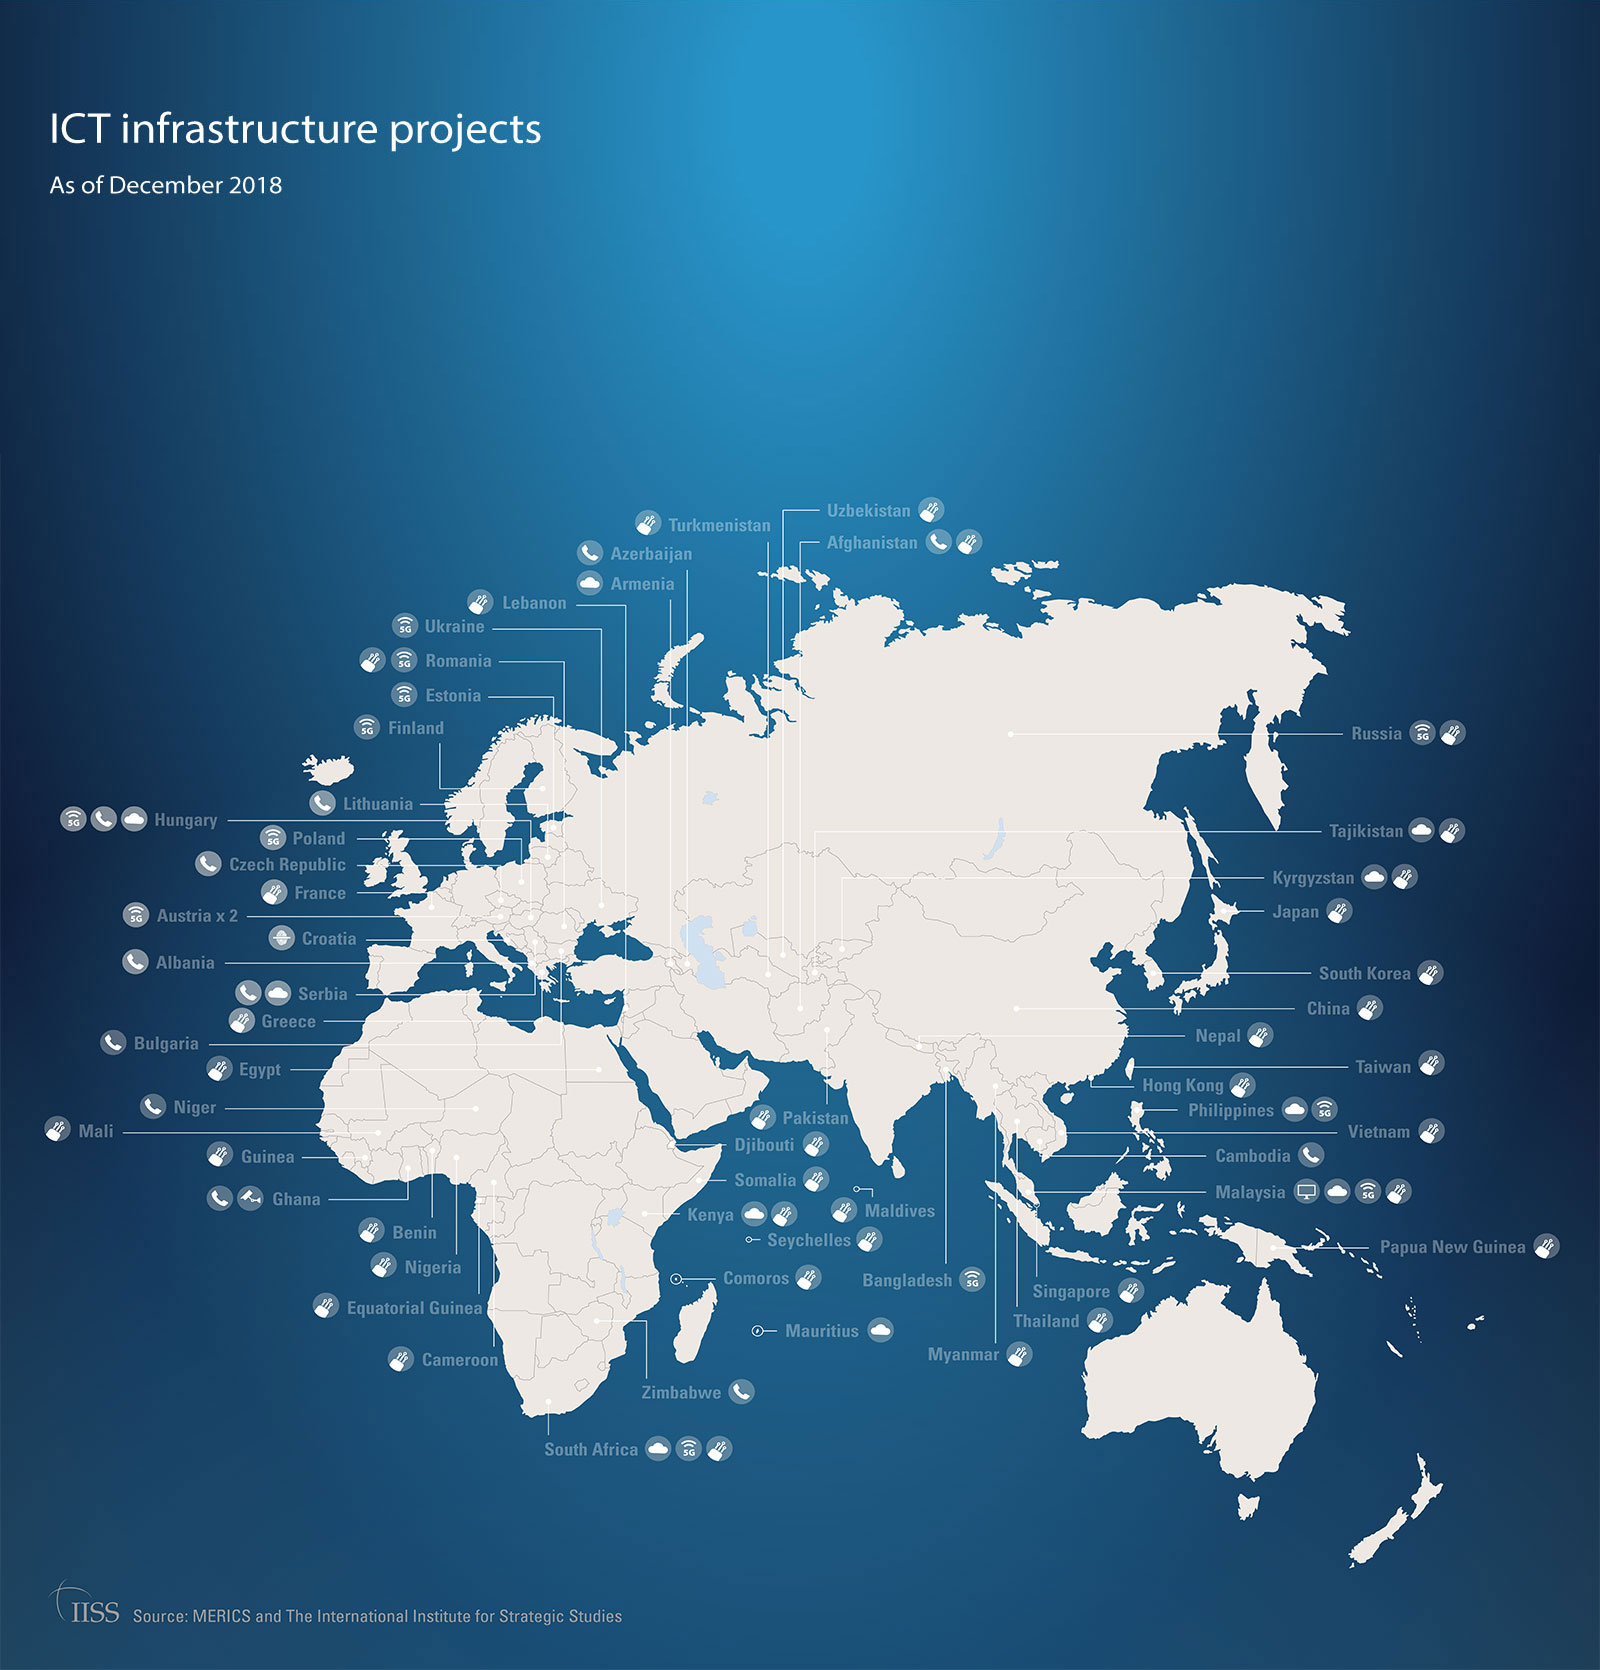 ICT infrastructure projects
As of December 2018
Uzbekistan
Turkmenistan
Afghanistan
Azerbaijan
Armenia
Lebanon
5G Ukraine
5G Romania
5G Estonia
5G Finland
Russia 5G
Lithuania
5G Hungary
Tajikistan
5G Poland
Czech Republic
Kyrgyzstan
France
Japan
5G Austria x 2
Croatia
Albania
South Korea
Serbia
China
Greece
Nepal
Bulgaria
Taiwan
Egypt
Hong Kong
Niger
Philippines 5G
Pakistan
Mali
Vietnam
Djibouti
Guinea
Cambodia
Somalia
Malaysia 5G
Ghana
Kenya
Maldives
Benin
Seychelles
Papua New Guinea
Nigeria
Comoros
Bangladesh 5G
Singapore
Equatorial Guinea
Thailand
Mauritius
Myanmar
Cameroon
Zimbabwe
South Africa 5G
IISS Source: MERICS and The International Institute for Strategic Studies